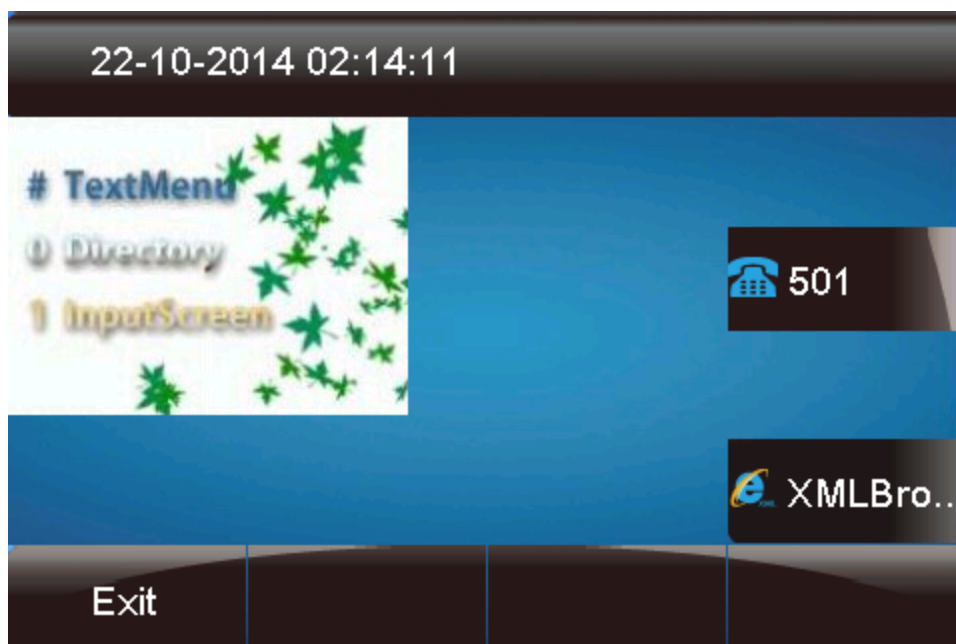 22-10-2014 02:14:11
# TextMenu
0 Directory
1 InputScreen
501
XMLBro..
Exit